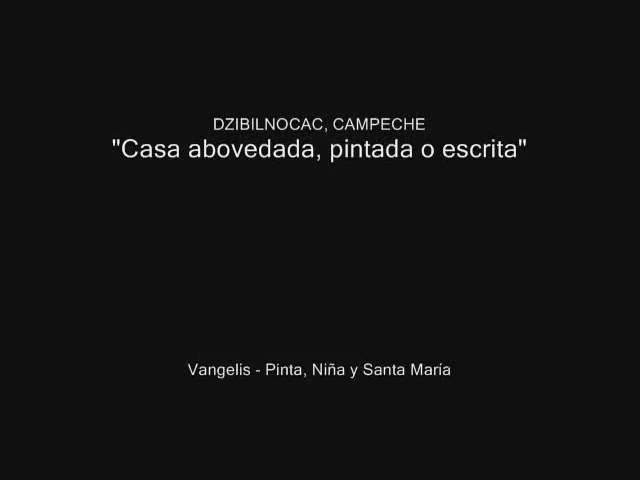 DZIBILNOCAC, CAMPECHE
"Casa abovedada, pintada o escrita"
Vangelis - Pinta, Niña y Santa María